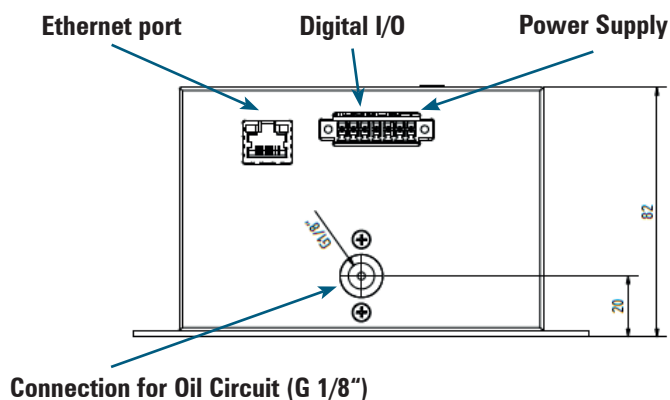 Ethernet port
Digital I/O
Power Supply
G1/8"
82
20
Connection for Oil Circuit (G 1/8“)